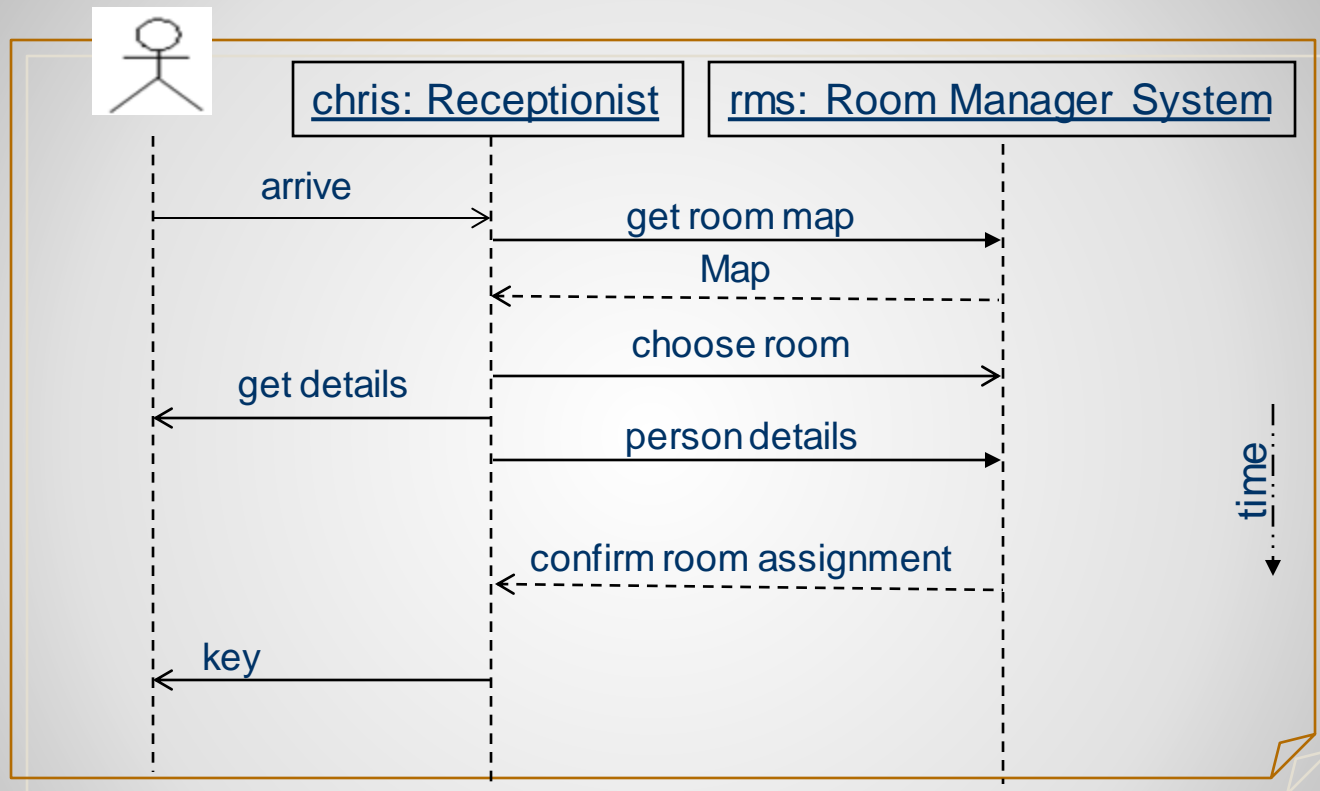 chris: Receptionist
rms: Room Manager System
arrive
get room map
Map
choose room
get details
person details
time
confirm room assignment
key